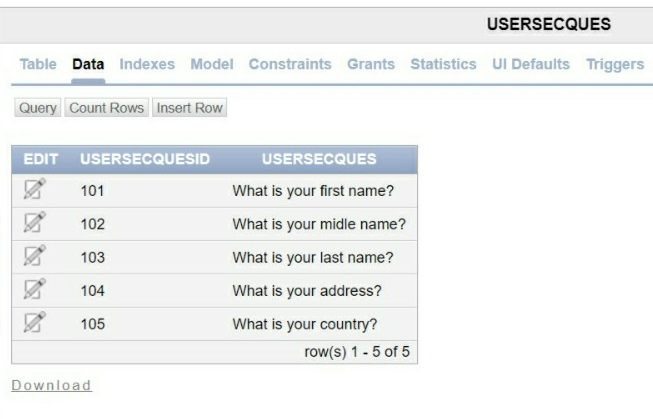 USERSECQUES
Table Data Indexes Model Constraints Grants Statistics UI Defaults Triggers
Query Count Rows Insert Row
EDIT USERSECQUESID USERSECQUES
101 What is your first name?
102 What is your midle name?
103 What is your last name?
104 What is your address?
105 What is your country?
row(s) 1 - 5 of 5
Download